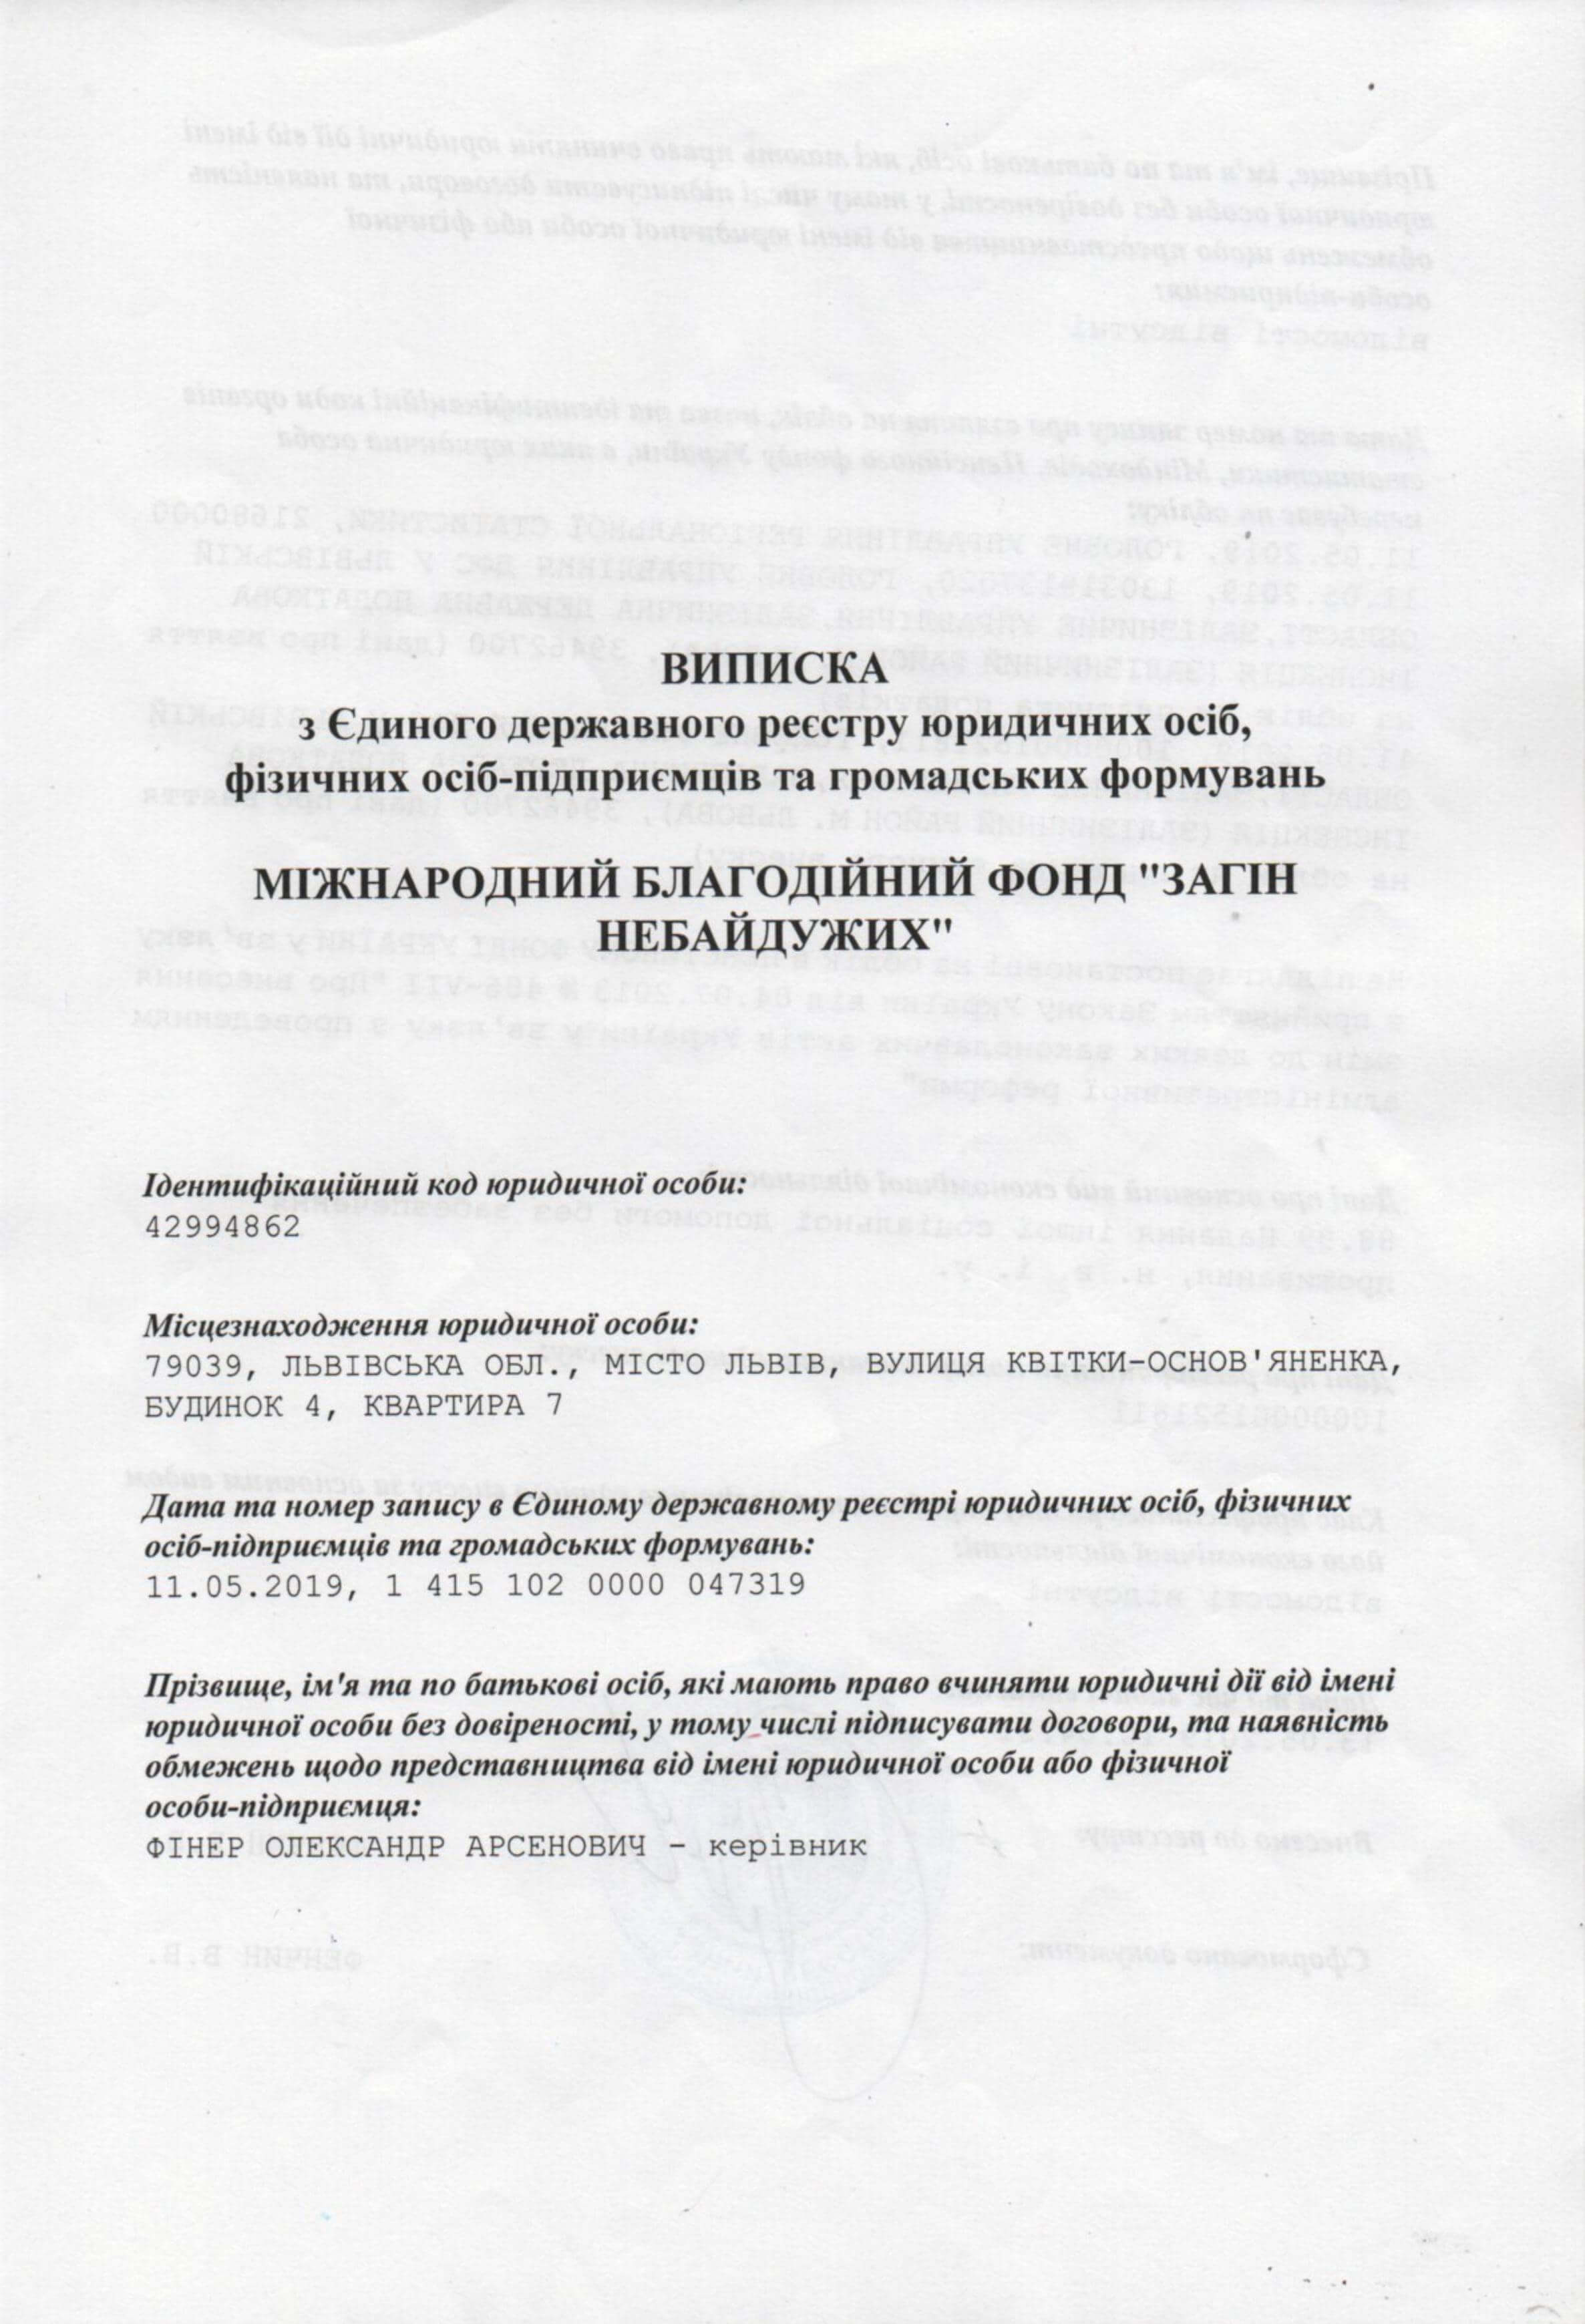 ВИПИСКА
з Єдиного державного реєстру юридичних осіб,
фізичних осіб-підприємців та громадських формувань
МІЖНАРОДНИЙ БЛАГОДІЙНИЙ ФОНД "ЗАГІН
НЕБАЙДУЖИХ"
Ідентифікаційний код юридичної особи:
42994862
Місцезнаходження юридичної особи:
79039, ЛЬВІВСЬКА ОБЛ., МІСТО ЛЬВІВ, ВУЛИЦЯ КВІТКИ-ОСНОВ'ЯНЕНКА,
БУДИНОК 4, КВАРТИРА 7
Дата та номер запису в Єдиному державному реєстрі юридичних осіб, фізичних
осіб-підприємців та громадських формувань:
11.05.2019, 1 415 102 0000 047319
Прізвище, ім'я та по батькові осіб, які мають право вчиняти юридичні дії від імені
юридичної особи без довіреності, у тому числі підписувати договори, та наявність
обмежень щодо представництва від імені юридичної особи або фізичної
особи-підприємця:
ФІНЕР ОЛЕКСАНДР АРСЕНОВИЧ - керівник